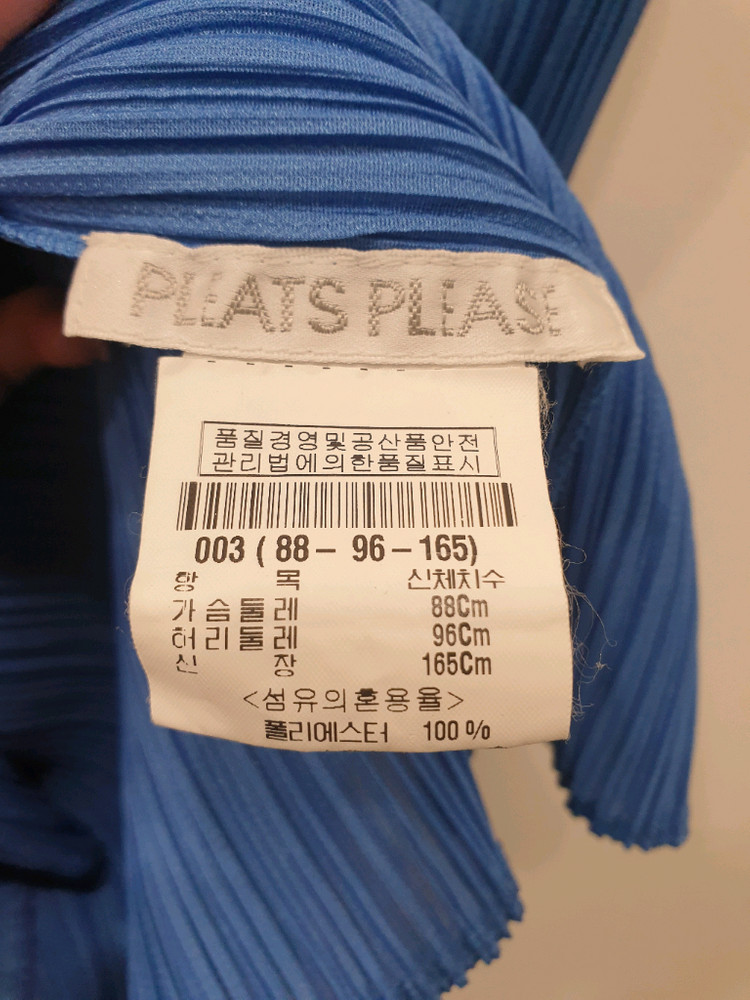 PLEATS PLEASE
품질경영및공산품안전
관리법에의한품질표시
003 ( 88 - 96 - 165)
항 목 신체치수
가슴둘레 88Cm
허리둘레 96Cm
신 장 165Cm
<섬유의혼용율>
폴리에스터 100 %